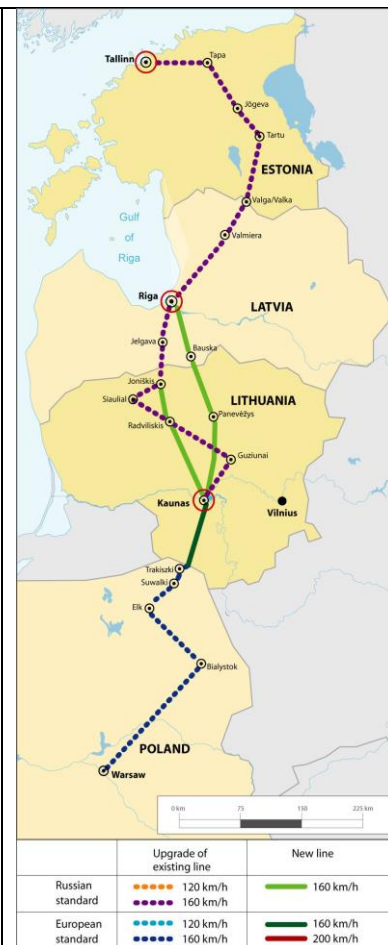 Tallinn
Tapa
Jõgeva
Tartu
ESTONIA
Valga/Valka
Gulf
of
Riga
Valmiera
Riga
LATVIA
Jelgava
Bauska
Joniškis
LITHUANIA
Siaulial
Panevėžys
Radviliskis
Guziunai
Kaunas
Vilnius
Trakiszki
Suwalki
Elk
Bialystok
POLAND
Warsaw
0 km 75 150 225 km
Upgrade of existing line New line
Russian standard 120 km/h 160 km/h 160 km/h
European standard 120 km/h 160 km/h 160 km/h 200 km/h